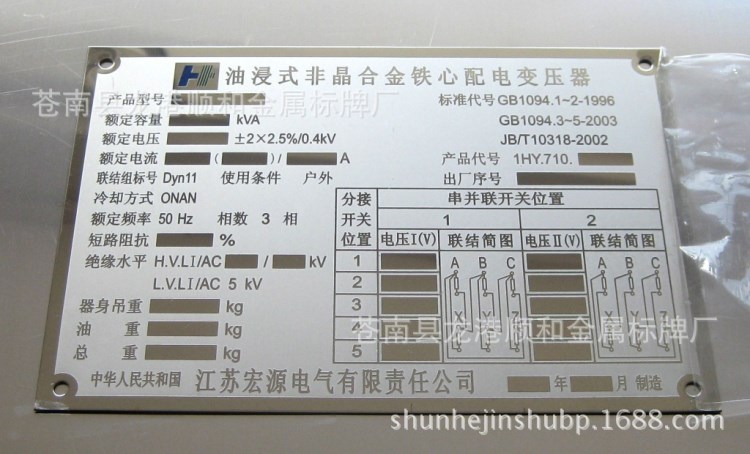 油浸式非晶合金铁心配电变压器
苍南县龙港顺和金属标牌厂
产品型号
标准代号 GB1094.1~2-1996
额定容量 kVA
GB1094.3~5-2003
额定电压 ±2×2.5%/0.4kV
JB/T10318-2002
额定电流 ( )/ A
产品代号 1HY.710.
联结组标号 Dyn11 使用条件 户外
出厂序号
冷却方式 ONAN
额定频率 50 Hz 相数 3 相
短路阻抗 %
绝缘水平 H.V.LI/AC / kV
L.V.LI/AC 5 kV
器身吊重 kg
油 重 kg
总 重 kg
分接开关位置 串并联开关位置
1 2
电压I(V) 联结简图 电压II(V) 联结简图
1 A B C A B C
2
3
4 X Y Z X Y Z
5
苍南县龙港顺和金属标牌厂
中华人民共和国 江苏宏源电气有限责任公司 年 月 制造
shunhejinshubp.1688.com